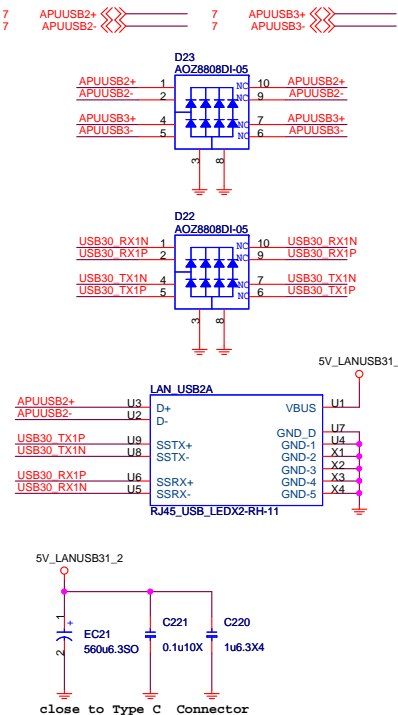 7 APUUSB2+ 7 APUUSB3+
7 APUUSB2- 7 APUUSB3-
D23
AOZ8808DI-05
APUUSB2+ 1 NC 10 APUUSB2+
APUUSB2- 2 NC 9 APUUSB2-
APUUSB3+ 4 NC 7 APUUSB3+
APUUSB3- 5 NC 6 APUUSB3-
3 8
D22
AOZ8808DI-05
USB30_RX1N 1 NC 10 USB30_RX1N
USB30_RX1P 2 NC 9 USB30_RX1P
USB30_TX1N 4 NC 7 USB30_TX1N
USB30_TX1P 5 NC 6 USB30_TX1P
3 8
5V_LANUSB31_
LAN_USB2A
APUUSB2+ U3 D+ VBUS U1
APUUSB2- U2 D-
GND_D U7
USB30_TX1P U9 SSTX+ GND-1 U4
USB30_TX1N U8 SSTX- GND-2 X1
GND-3 X2
USB30_RX1P U6 SSRX+ GND-4 X3
USB30_RX1N U5 SSRX- GND-5 X4
RJ45_USB_LEDX2-RH-11
5V_LANUSB31_2
1 + EC21 C221 C220
2 560u6.3SO 0.1u10X 1u6.3X4
close to Type C Connector